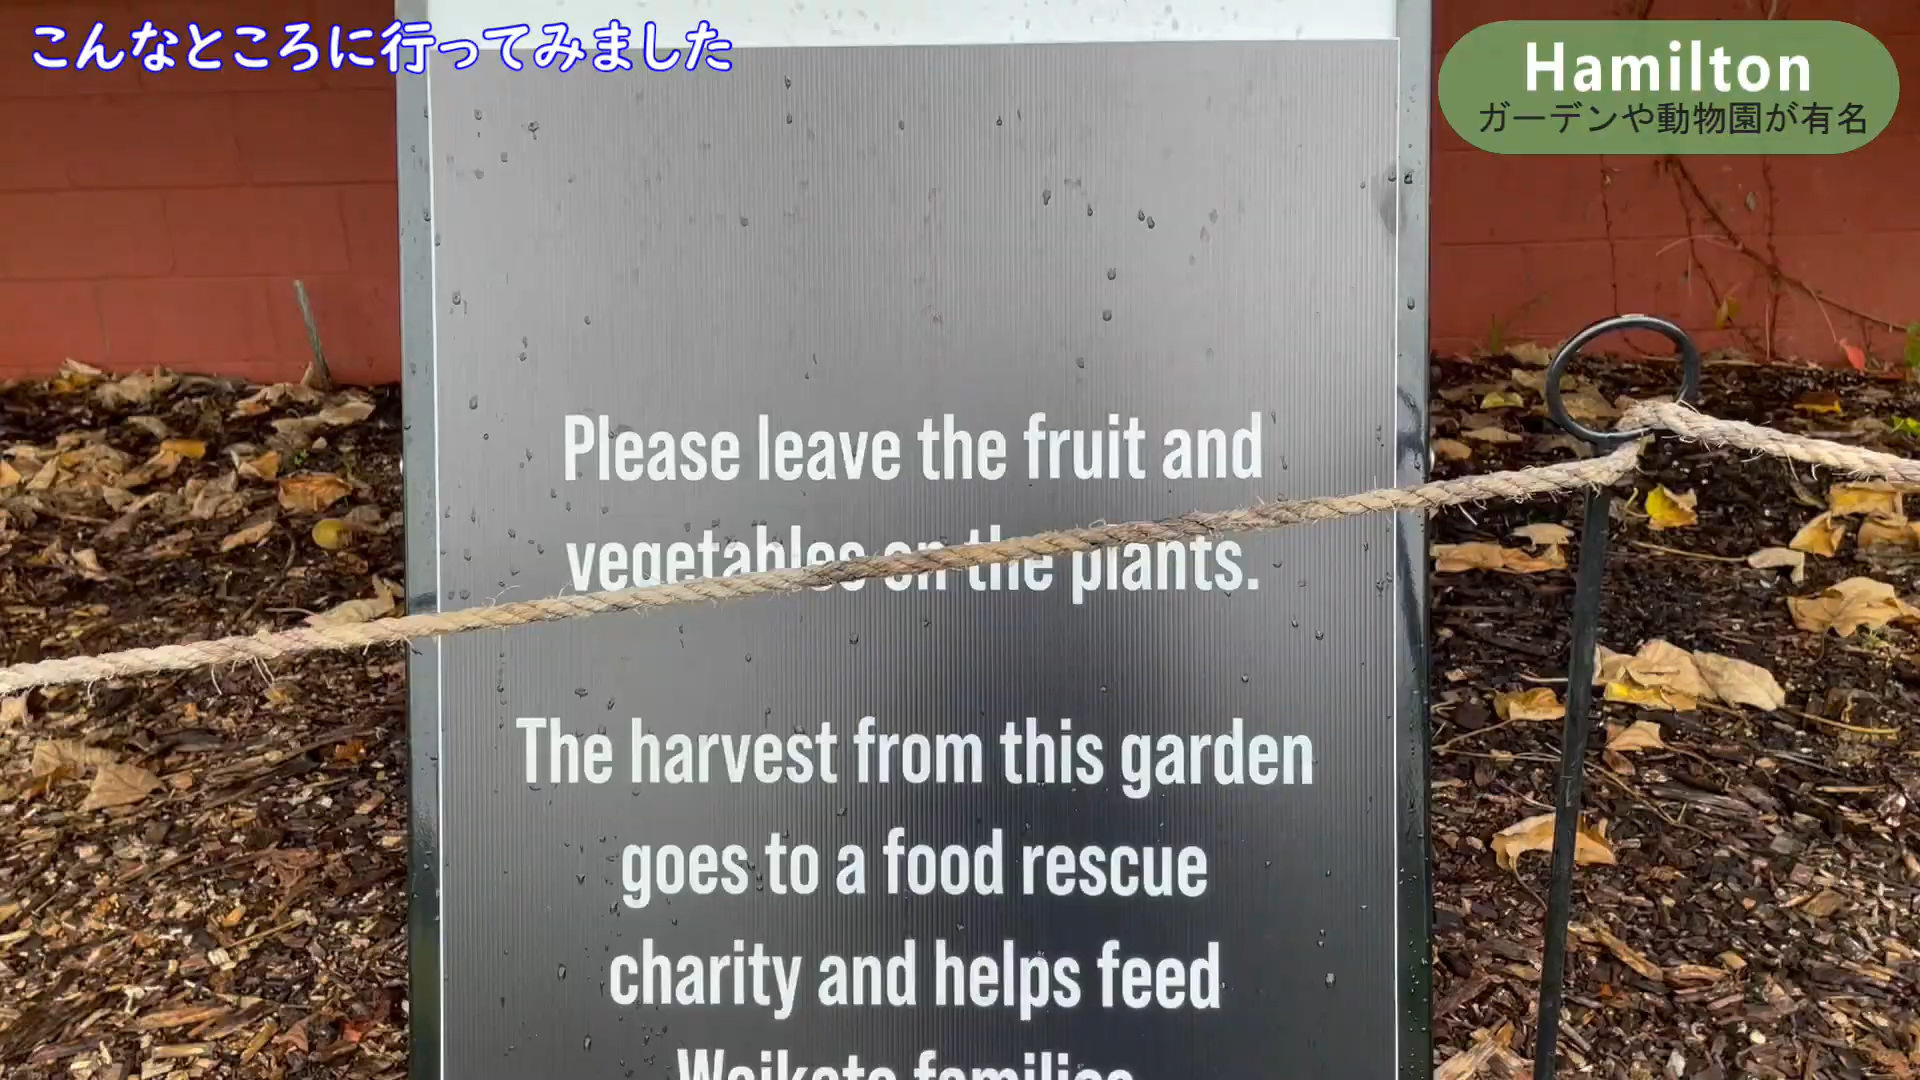 こんなところに行ってみました
Hamilton
ガーデンや動物園が有名
Please leave the fruit and
vegetables on the plants.
The harvest from this garden
goes to a food rescue
charity and helps feed
Waikato families.